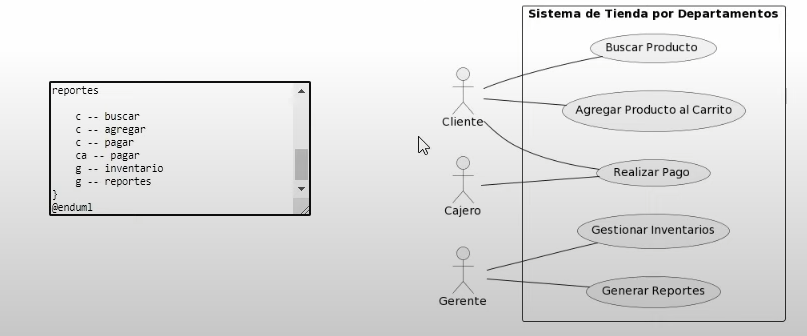 reportes
c -- buscar
c -- agregar
c -- pagar
ca -- pagar
g -- inventario
g -- reportes
}
@enduml
Sistema de Tienda por Departamentos
Buscar Producto
Agregar Producto al Carrito
Cliente
Realizar Pago
Cajero
Gestionar Inventarios
Gerente
Generar Reportes